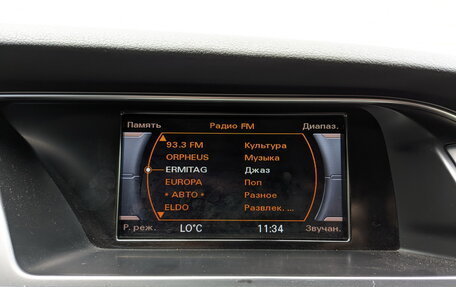 Память Радио FM Диапаз.
93.3 FM Культура
ORPHEUS Музыка
ERMITAG Джаз
EUROPA Поп
• АВТО • Разное
ELDO Развлек. ...
Р. реж. LO°C 11:34 Звучан.